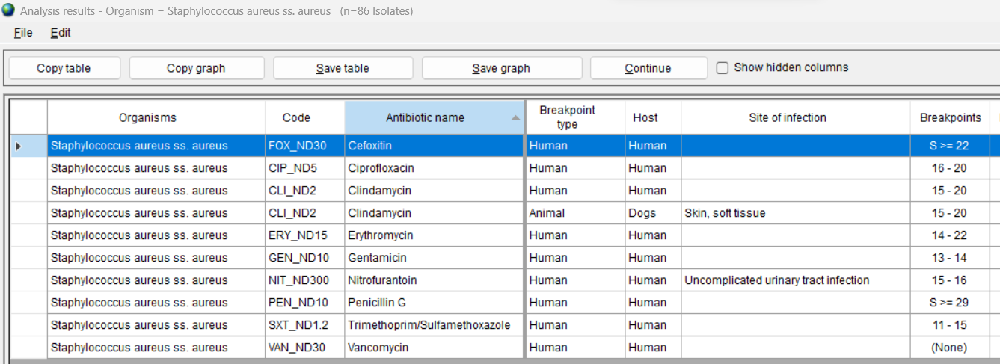 Analysis results - Organism = Staphylococcus aureus ss. aureus (n=86 Isolates)
File Edit
Copy table Copy graph Save table Save graph Continue Show hidden columns
Organisms Code Antibiotic name Breakpoint type Host Site of infection Breakpoints
Staphylococcus aureus ss. aureus FOX_ND30 Cefoxitin Human Human S >= 22
Staphylococcus aureus ss. aureus CIP_ND5 Ciprofloxacin Human Human 16 - 20
Staphylococcus aureus ss. aureus CLI_ND2 Clindamycin Human Human 15 - 20
Staphylococcus aureus ss. aureus CLI_ND2 Clindamycin Animal Dogs Skin, soft tissue 15 - 20
Staphylococcus aureus ss. aureus ERY_ND15 Erythromycin Human Human 14 - 22
Staphylococcus aureus ss. aureus GEN_ND10 Gentamicin Human Human 13 - 14
Staphylococcus aureus ss. aureus NIT_ND300 Nitrofurantoin Human Human Uncomplicated urinary tract infection 15 - 16
Staphylococcus aureus ss. aureus PEN_ND10 Penicillin G Human Human S >= 29
Staphylococcus aureus ss. aureus SXT_ND1.2 Trimethoprim/Sulfamethoxazole Human Human 11 - 15
Staphylococcus aureus ss. aureus VAN_ND30 Vancomycin Human Human (None)